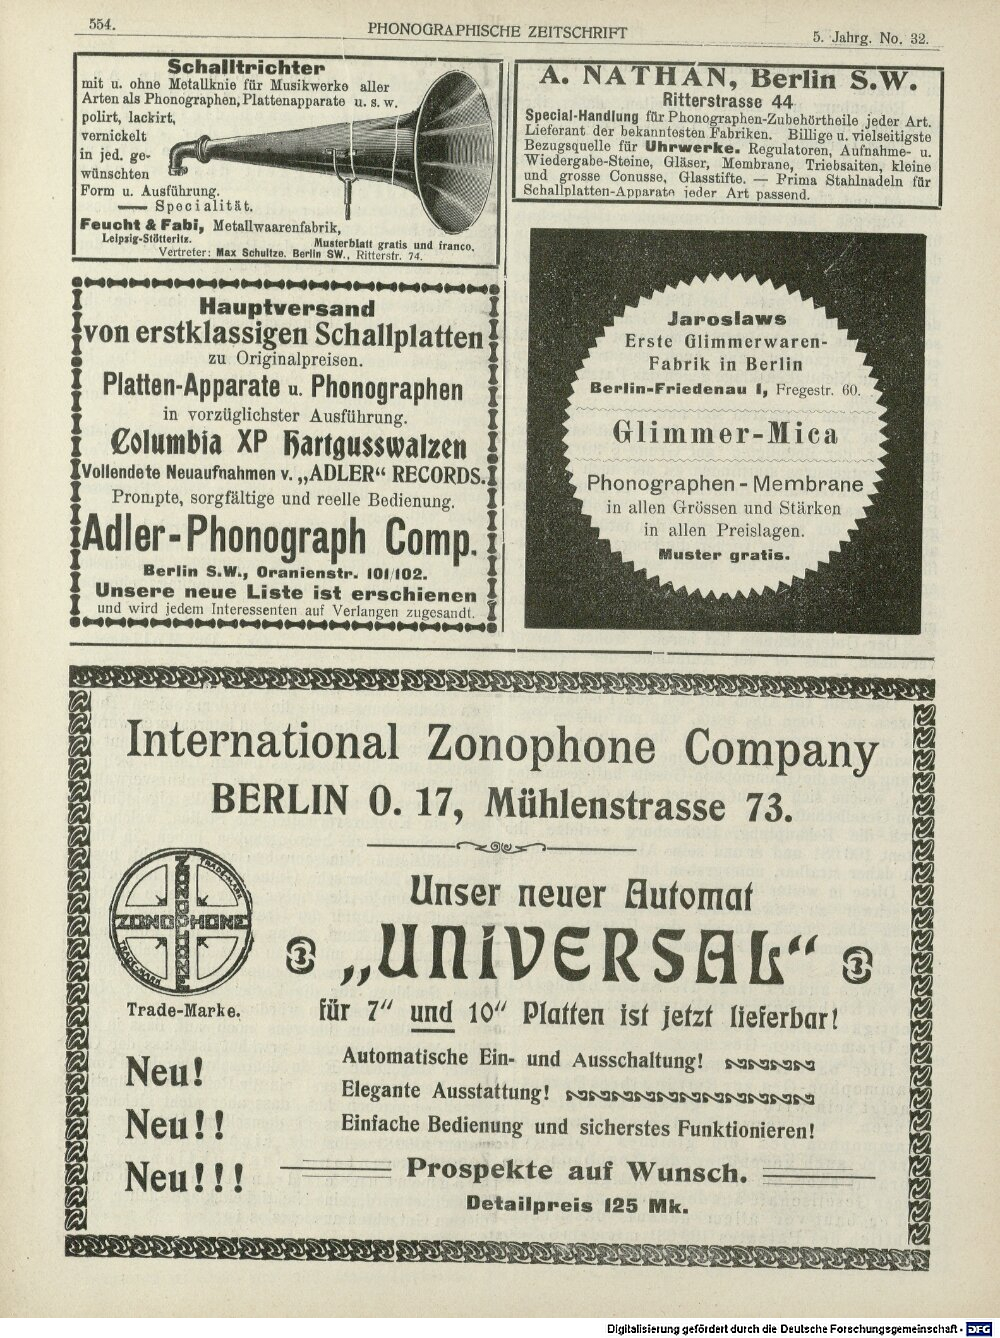 554.
PHONOGRAPHISCHE ZEITSCHRIFT
5. Jahrg. No. 32.
Schalltrichter
mit u. ohne Metallknie für Musikwerke aller
Arten als Phonographen, Plattenapparate u. s. w.
polirt, lackirt,
vernickelt
in jed. ge-
wünschten
Form u. Ausführung.
— Specialität.
Feucht & Fabi, Metallwaarenfabrik,
Leipzig-Stötteritz.
Musterblatt gratis und franco.
Vertreter: Max Schultze. Berlin SW., Ritterstr. 74.
A. NATHAN, Berlin S.W.
Ritterstrasse 44
Special-Handlung für Phonographen-Zubehörtheile jeder Art.
Lieferant der bekanntesten Fabriken. Billige u. vielseitigste
Bezugsquelle für Uhrwerke. Regulatoren, Aufnahme- u.
Wiedergabe-Steine, Gläser, Membrane, Triebsaiten, kleine
und grosse Conusse, Glasstifte. — Prima Stahlnadeln für
Schallplatten-Apparate jeder Art passend.
Hauptversand
von erstklassigen Schallplatten
zu Originalpreisen.
Platten-Apparate u. Phonographen
in vorzüglichster Ausführung.
Columbia XP Hartgusswalzen
Vollendete Neuaufnahmen v. „ADLER“ RECORDS.
Prompte, sorgfältige und reelle Bedienung.
Adler-Phonograph Comp.
Berlin S.W., Oranienstr. 101/102.
Unsere neue Liste ist erschienen
und wird jedem Interessenten auf Verlangen zugesandt.
Jaroslaws
Erste Glimmerwaren-
Fabrik in Berlin
Berlin-Friedenau I, Fregestr. 60.
Glimmer-Mica
Phonographen-Membrane
in allen Grössen und Stärken
in allen Preislagen.
Muster gratis.
International Zonophone Company
BERLIN O. 17, Mühlenstrasse 73.
ZONOPHONE
ZONOPHONE
TRADE-MARK
TRADE-MARK
Trade-Marke.
Unser neuer Automat
„UNIVERSAL“
für 7“ und 10“ Platten ist jetzt lieferbar!
Neu!
Neu!!
Neu!!!
Automatische Ein- und Ausschaltung!
Elegante Ausstattung!
Einfache Bedienung und sicherstes Funktionieren!
Prospekte auf Wunsch.
Detailpreis 125 Mk.
Digitalisierung gefördert durch die Deutsche Forschungsgemeinschaft - DFG